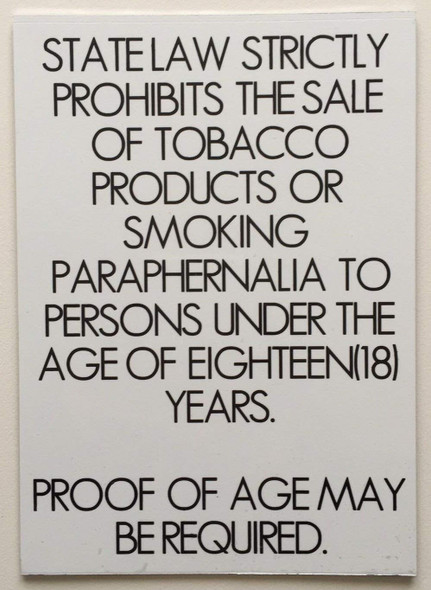 STATE LAW STRICTLY
PROHIBITS THE SALE
OF TOBACCO
PRODUCTS OR
SMOKING
PARAPHERNALIA TO
PERSONS UNDER THE
AGE OF EIGHTEEN(18)
YEARS.
PROOF OF AGE MAY
BE REQUIRED.